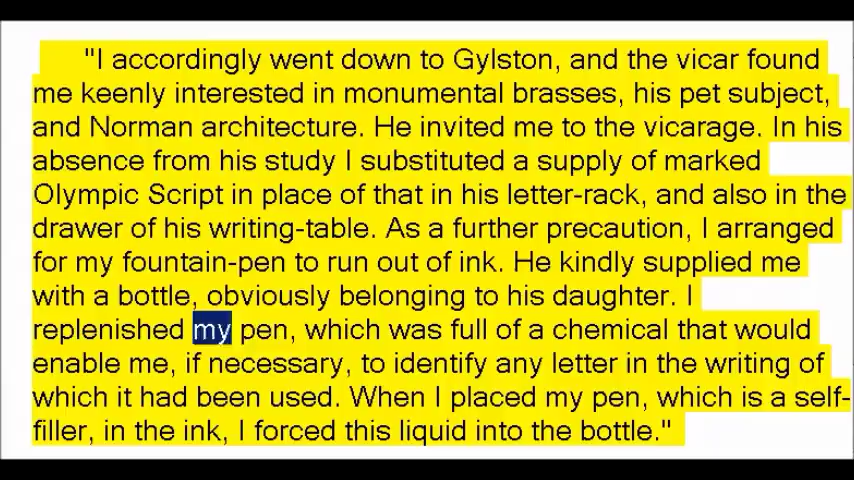 "I accordingly went down to Gylston, and the vicar found
me keenly interested in monumental brasses, his pet subject,
and Norman architecture. He invited me to the vicarage. In his
absence from his study I substituted a supply of marked
Olympic Script in place of that in his letter-rack, and also in the
drawer of his writing-table. As a further precaution, I arranged
for my fountain-pen to run out of ink. He kindly supplied me
with a bottle, obviously belonging to his daughter. I
replenished my pen, which was full of a chemical that would
enable me, if necessary, to identify any letter in the writing of
which it had been used. When I placed my pen, which is a self-
filler, in the ink, I forced this liquid into the bottle."